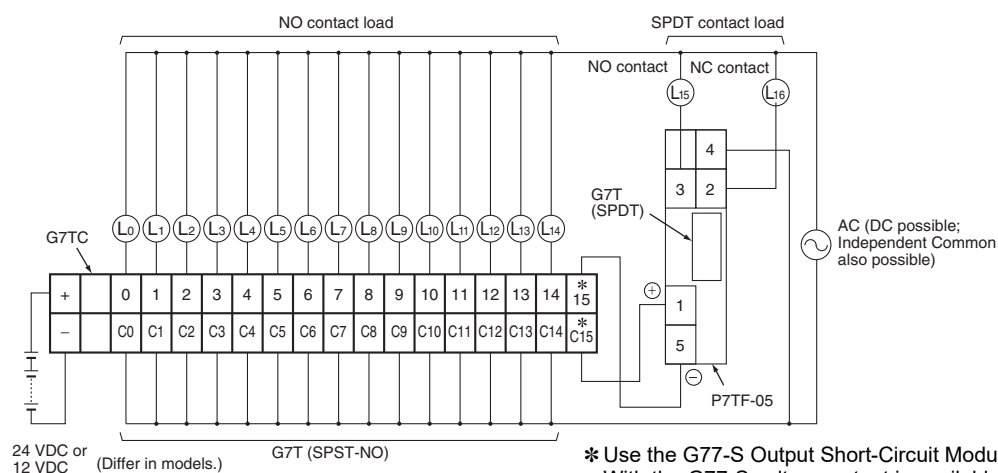 NO contact load
SPDT contact load
NO contact
NC contact
L15
L16
4
3
2
G7T
(SPDT)
AC (DC possible;
Independent Common
also possible)
G7TC
L0 L1 L2 L3 L4 L5 L6 L7 L8 L9 L10 L11 L12 L13 L14
+ 0 1 2 3 4 5 6 7 8 9 10 11 12 13 14 * 15
− C0 C1 C2 C3 C4 C5 C6 C7 C8 C9 C10 C11 C12 C13 C14 * C15
+
1
5
−
P7TF-05
24 VDC or
12 VDC
(Differ in models.)
G7T (SPST-NO)
* Use the G77-S Output Short-Circuit Modu